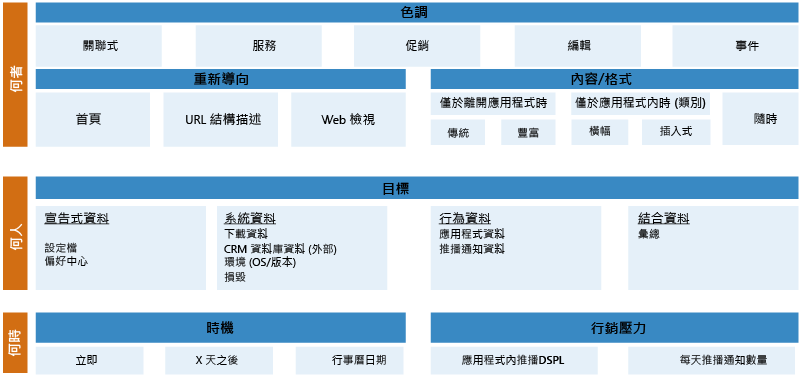 何者
色調
關聯式
服務
促銷
編輯
事件
重新導向
首頁
URL 結構描述
Web 檢視
內容/格式
僅於離開應用程式時
僅於應用程式內時 (類別)
隨時
傳統
豐富
橫幅
插入式
何人
目標
宣告式資料
設定檔
偏好中心
系統資料
下載資料
CRM 資料庫資料 (外部)
環境 (OS/版本)
損毀
行為資料
應用程式資料
推播通知資料
結合資料
彙總
何時
時機
立即
X 天之後
行事曆日期
行銷壓力
應用程式內推播DSPL
每天推播通知數量